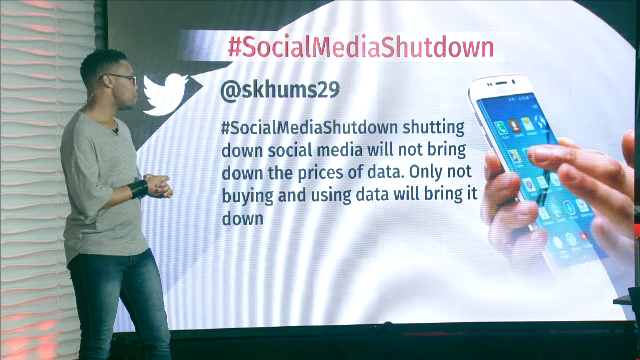 #SocialMediaShutdown
@skhums29
#SocialMediaShutdown shutting
down social media will not bring
down the prices of data. Only not
buying and using data will bring it
down